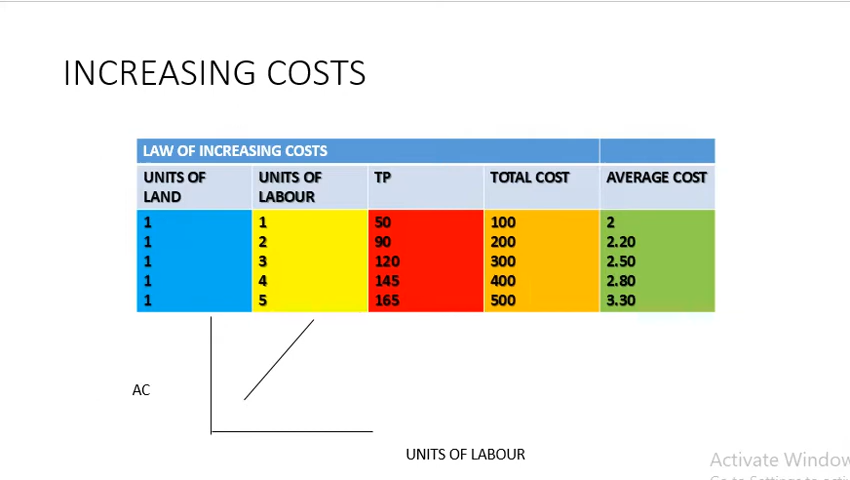 INCREASING COSTS
LAW OF INCREASING COSTS
UNITS OF LAND UNITS OF LABOUR TP TOTAL COST AVERAGE COST
1 1 50 100 2
1 2 90 200 2.20
1 3 120 300 2.50
1 4 145 400 2.80
1 5 165 500 3.30
AC
UNITS OF LABOUR
Activate Window